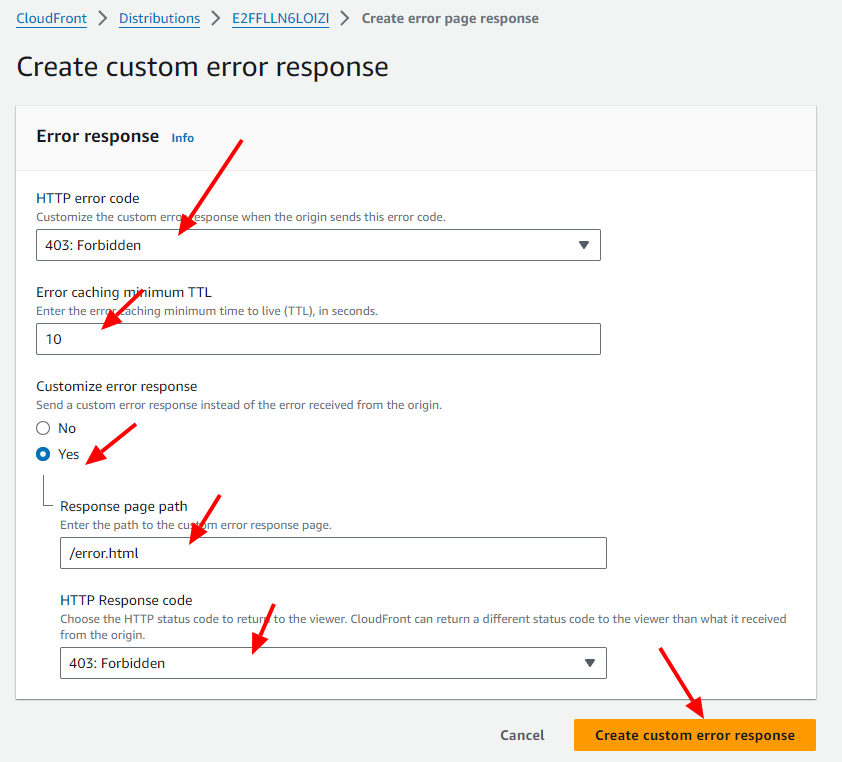 CloudFront > Distributions > E2FFLLN6LOIZI > Create error page response
Create custom error response
Error response Info
HTTP error code
Customize the custom error response when the origin sends this error code.
403: Forbidden
Error caching minimum TTL
Enter the error caching minimum time to live (TTL), in seconds.
10
Customize error response
Send a custom error response instead of the error received from the origin.
No
Yes
Response page path
Enter the path to the custom error response page.
/error.html
HTTP Response code
Choose the HTTP status code to return to the viewer. CloudFront can return a different status code to the viewer than what it received
from the origin.
403: Forbidden
Cancel Create custom error response